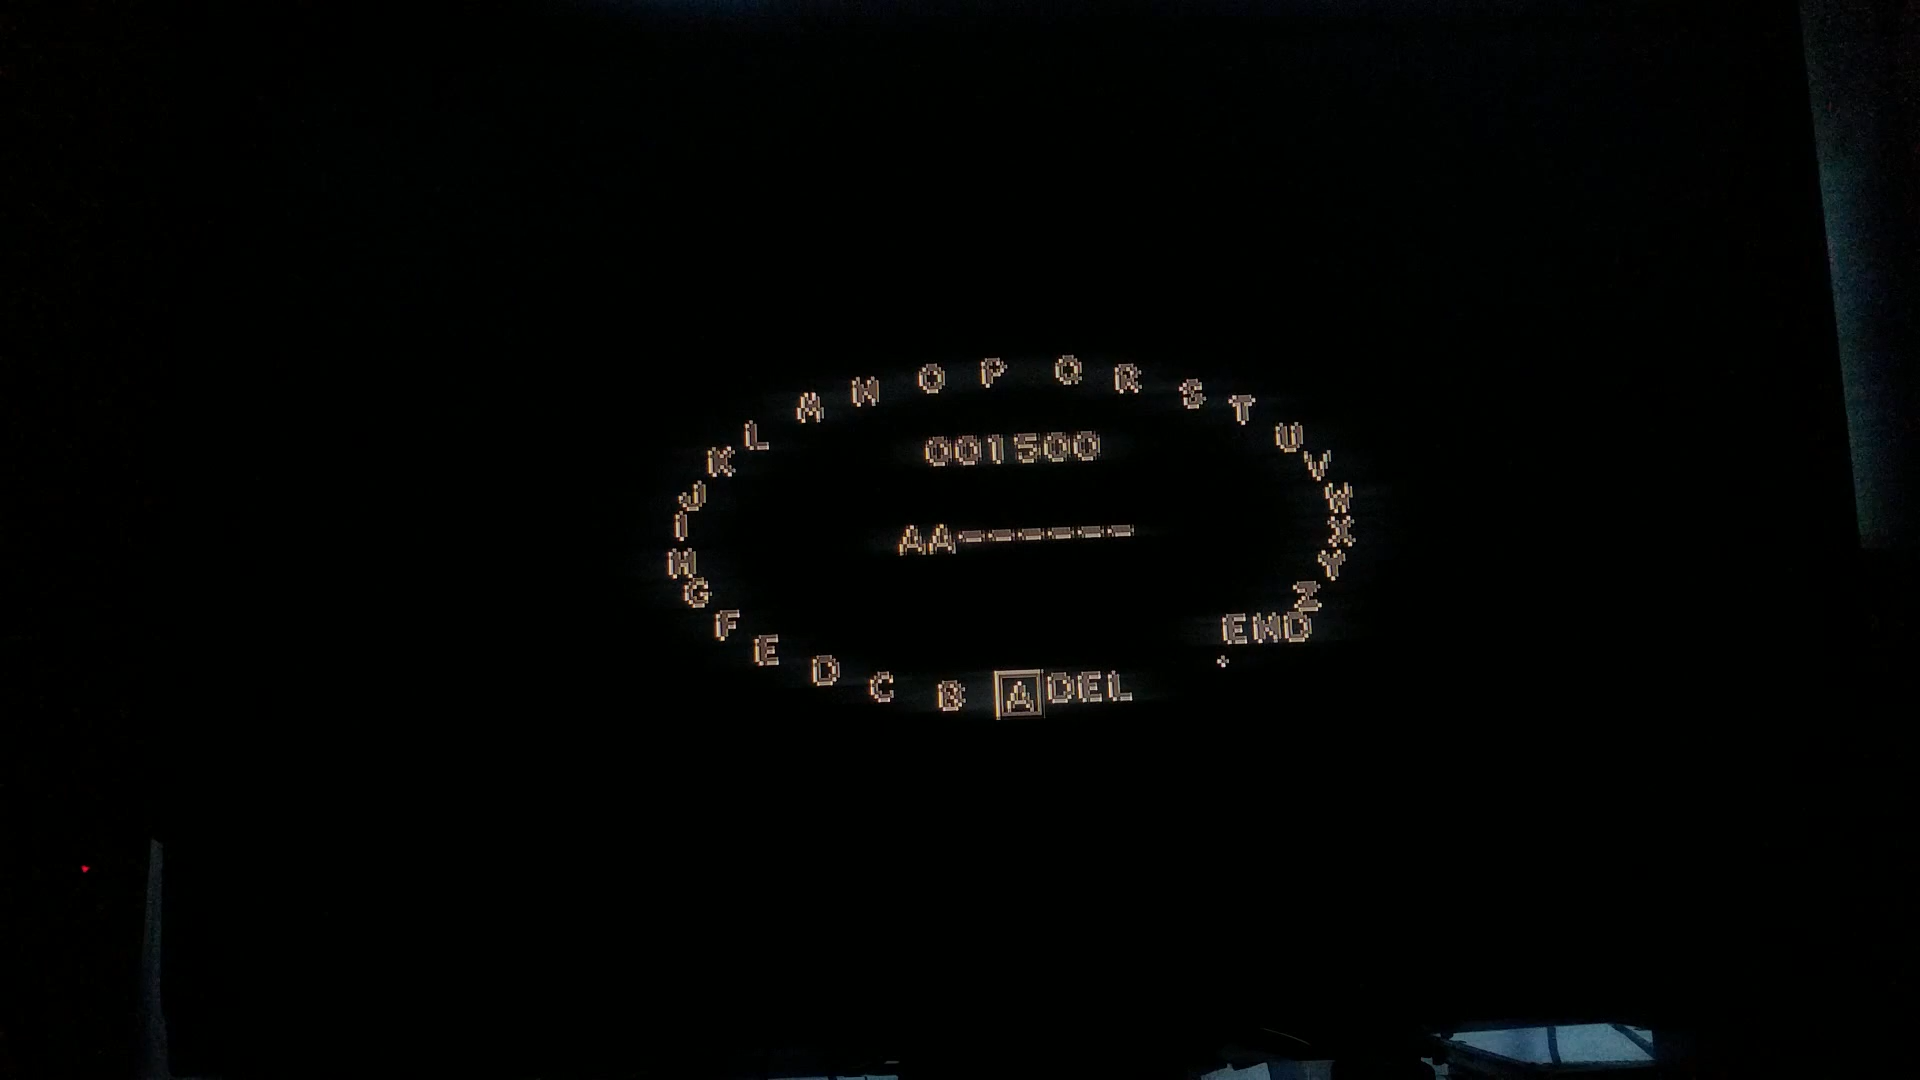 A B C D E F G H I J K L M N O P Q R S T U V W X Y Z . END DEL
001500
AA------